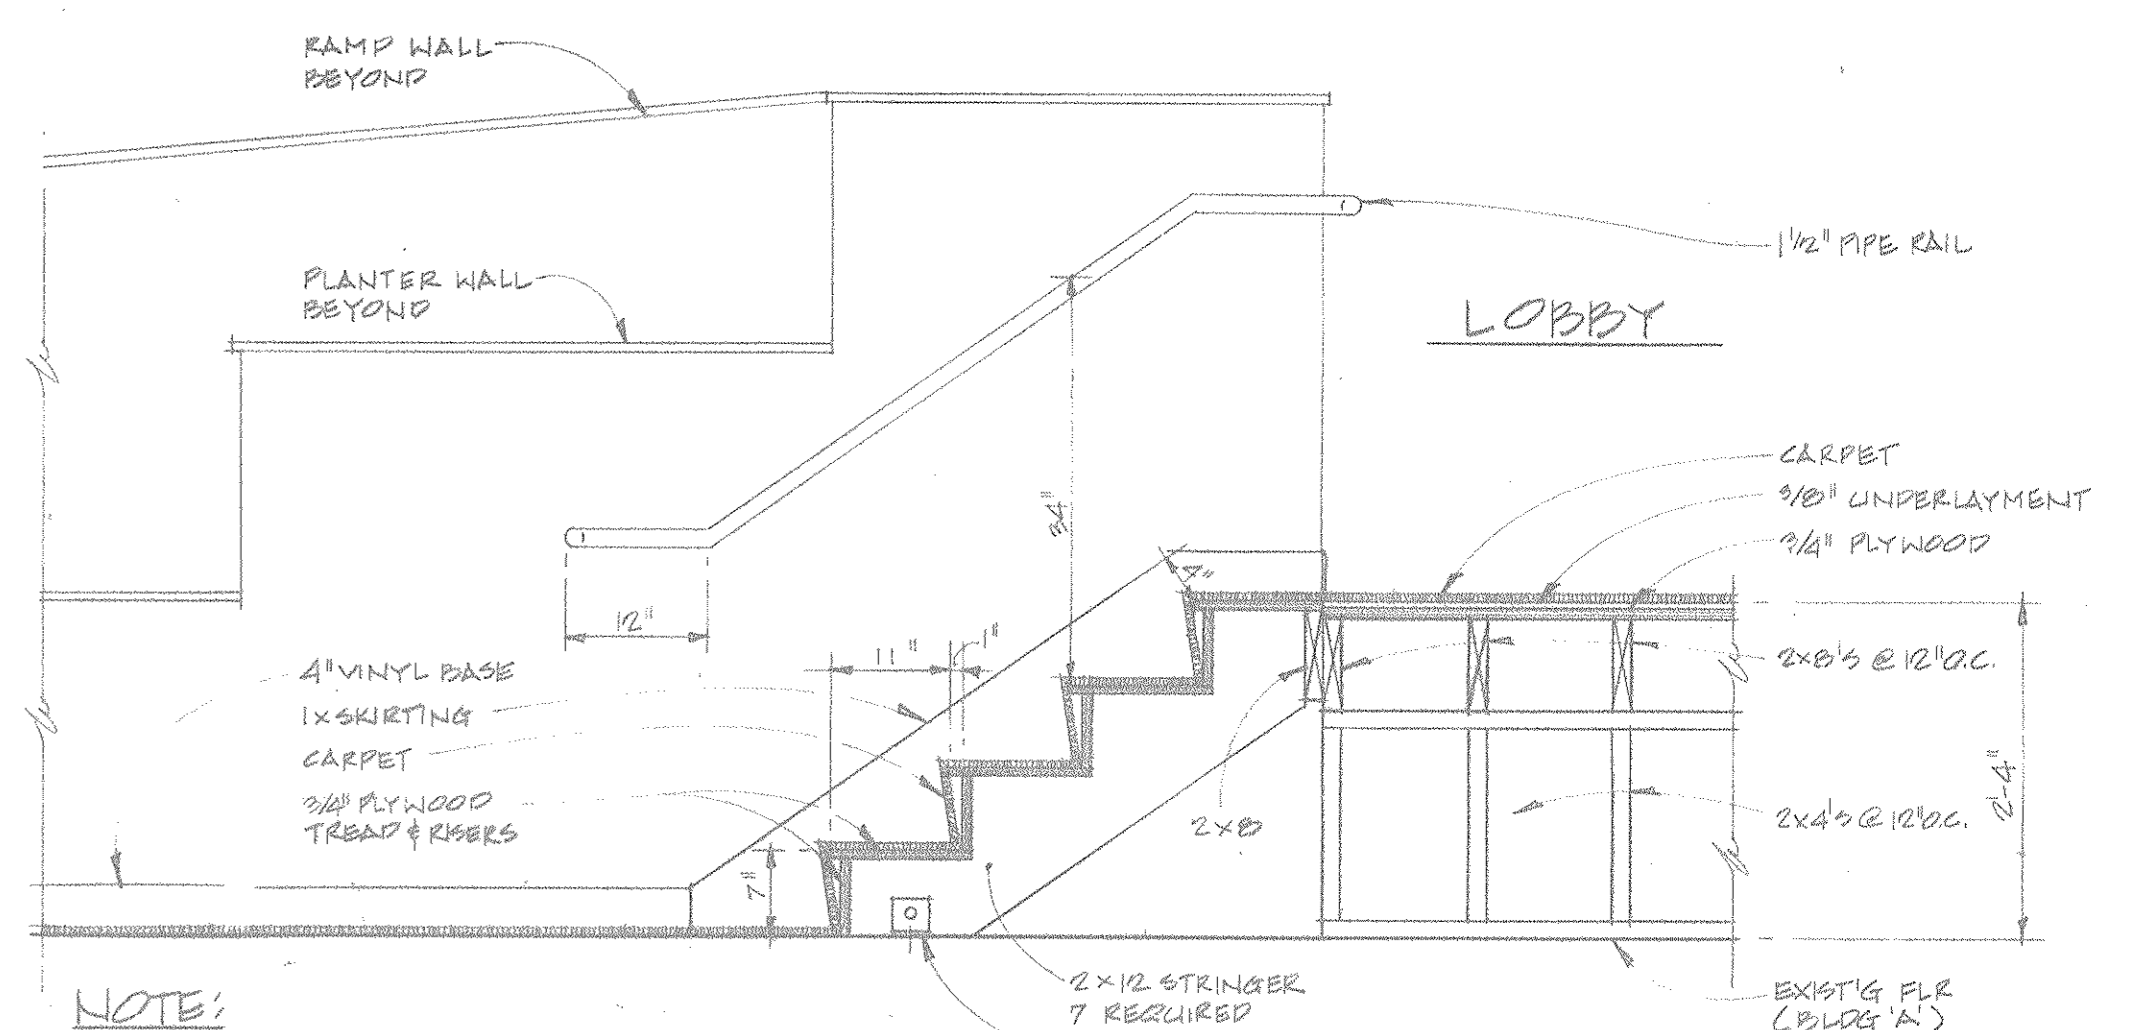 RAMP WALL
BEYOND
PLANTER WALL
BEYOND
1 1/2" PIPE RAIL
LOBBY
CARPET
3/8" UNDERLAYMENT
3/4" PLYWOOD
34"
4"
12"
11"
1"
4" VINYL BASE
1x SKIRTING
CARPET
3/4" PLYWOOD
TREAD & RISERS
7"
2x8
2x8'S @ 12" O.C.
2x4'S @ 12" O.C.
2'-4"
2x12 STRINGER
7 REQUIRED
EXIST'G FLR
(BLDG 'A')
NOTE: